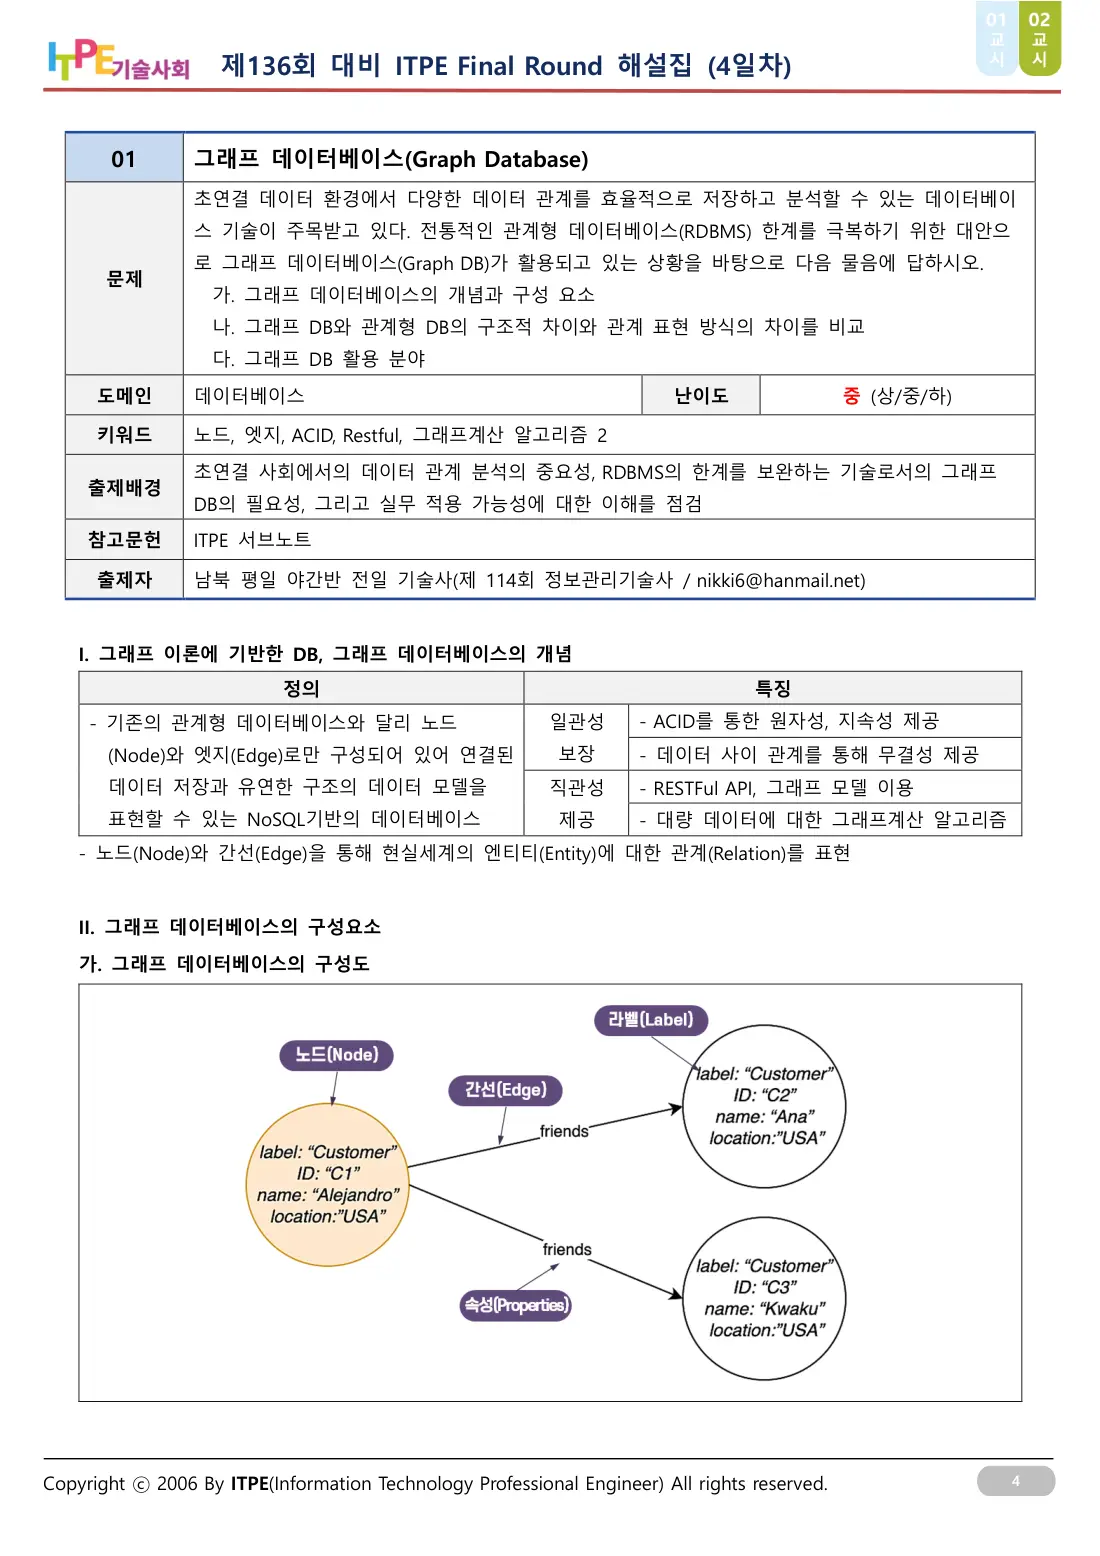 01
교
시
02
교
시
ITPE기술사회
제136회 대비 ITPE Final Round 해설집 (4일차)
01
그래프 데이터베이스(Graph Database)
문제
초연결 데이터 환경에서 다양한 데이터 관계를 효율적으로 저장하고 분석할 수 있는 데이터베이
스 기술이 주목받고 있다. 전통적인 관계형 데이터베이스(RDBMS) 한계를 극복하기 위한 대안으
로 그래프 데이터베이스(Graph DB)가 활용되고 있는 상황을 바탕으로 다음 물음에 답하시오.
가. 그래프 데이터베이스의 개념과 구성 요소
나. 그래프 DB와 관계형 DB의 구조적 차이와 관계 표현 방식의 차이를 비교
다. 그래프 DB 활용 분야
도메인
데이터베이스
난이도
중 (상/중/하)
키워드
노드, 엣지, ACID, Restful, 그래프계산 알고리즘 2
출제배경
초연결 사회에서의 데이터 관계 분석의 중요성, RDBMS의 한계를 보완하는 기술로서의 그래프
DB의 필요성, 그리고 실무 적용 가능성에 대한 이해를 점검
참고문헌
ITPE 서브노트
출제자
남북 평일 야간반 전일 기술사(제 114회 정보관리기술사 / nikki6@hanmail.net)
I. 그래프 이론에 기반한 DB, 그래프 데이터베이스의 개념
정의
특징
- 기존의 관계형 데이터베이스와 달리 노드
(Node)와 엣지(Edge)로만 구성되어 있어 연결된
데이터 저장과 유연한 구조의 데이터 모델을
표현할 수 있는 NoSQL기반의 데이터베이스
일관성
보장
- ACID를 통한 원자성, 지속성 제공
- 데이터 사이 관계를 통해 무결성 제공
직관성
제공
- RESTFul API, 그래프 모델 이용
- 대량 데이터에 대한 그래프계산 알고리즘
- 노드(Node)와 간선(Edge)을 통해 현실세계의 엔티티(Entity)에 대한 관계(Relation)를 표현
II. 그래프 데이터베이스의 구성요소
가. 그래프 데이터베이스의 구성도
라벨(Label)
노드(Node)
간선(Edge)
label: “Customer”
ID: “C2”
name: “Ana”
location:”USA”
friends
label: “Customer”
ID: “C1”
name: “Alejandro”
location:”USA”
friends
속성(Properties)
label: “Customer”
ID: “C3”
name: “Kwaku”
location:”USA”
Copyright ⓒ 2006 By ITPE(Information Technology Professional Engineer) All rights reserved.
4